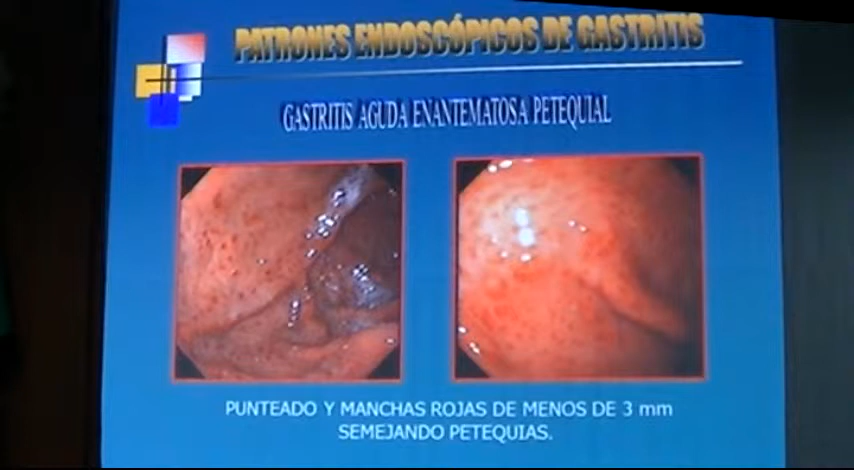 PATRONES ENDOSCÓPICOS DE GASTRITIS
GASTRITIS AGUDA ENANTEMATOSA PETEQUIAL
PUNTEADO Y MANCHAS ROJAS DE MENOS DE 3 mm
SEMEJANDO PETEQUIAS.